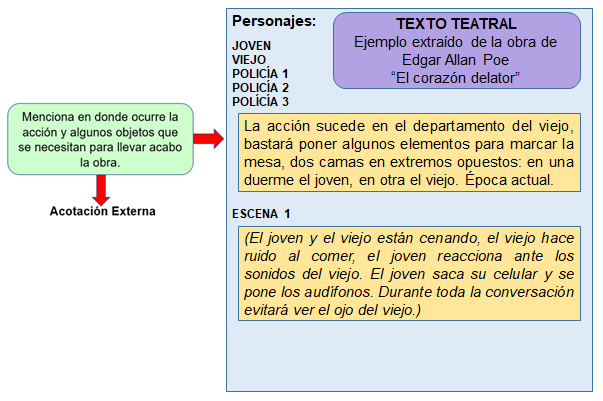 Personajes:
JOVEN
VIEJO
POLICÍA 1
POLICÍA 2
POLÍCÍA 3
TEXTO TEATRAL
Ejemplo extraído de la obra de
Edgar Allan Poe
“El corazón delator”
Menciona en donde ocurre la
acción y algunos objetos que
se necesitan para llevar acabo
la obra.
Acotación Externa
La acción sucede en el departamento del viejo,
bastará poner algunos elementos para marcar la
mesa, dos camas en extremos opuestos: en una
duerme el joven, en otra el viejo. Época actual.
ESCENA 1
(El joven y el viejo están cenando, el viejo hace
ruido al comer, el joven reacciona ante los
sonidos del viejo. El joven saca su celular y se
pone los audífonos. Durante toda la conversación
evitará ver el ojo del viejo.)